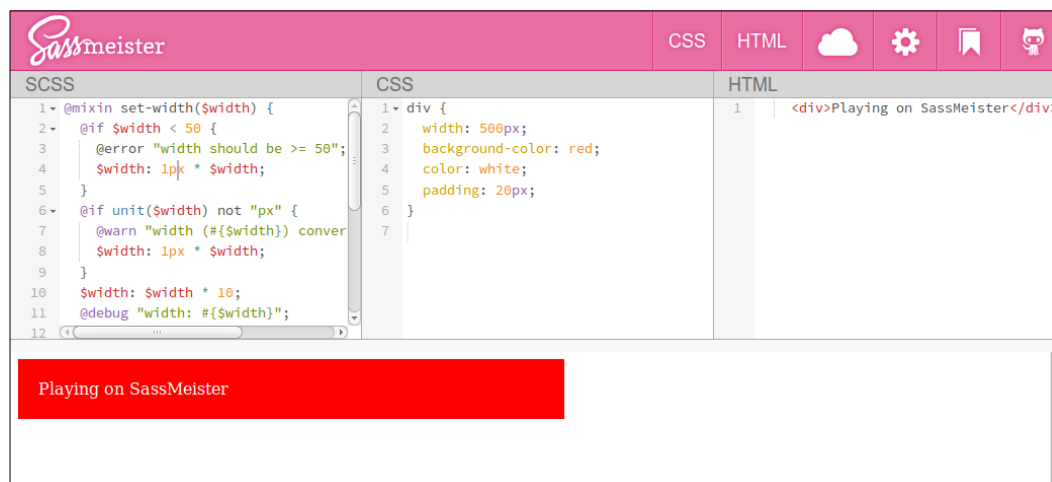 Sassmeister
CSS HTML
SCSS
1 @mixin set-width($width) {
2 @if $width < 50 {
3 @error "width should be >= 50";
4 $width: 1px * $width;
5 }
6 @if unit($width) not "px" {
7 @warn "width (#{$width}) conver
8 $width: 1px * $width;
9 }
10 $width: $width * 10;
11 @debug "width: #{$width}";
12
CSS
1 div {
2 width: 500px;
3 background-color: red;
4 color: white;
5 padding: 20px;
6 }
7
HTML
1 <div>Playing on SassMeister</div>
Playing on SassMeister